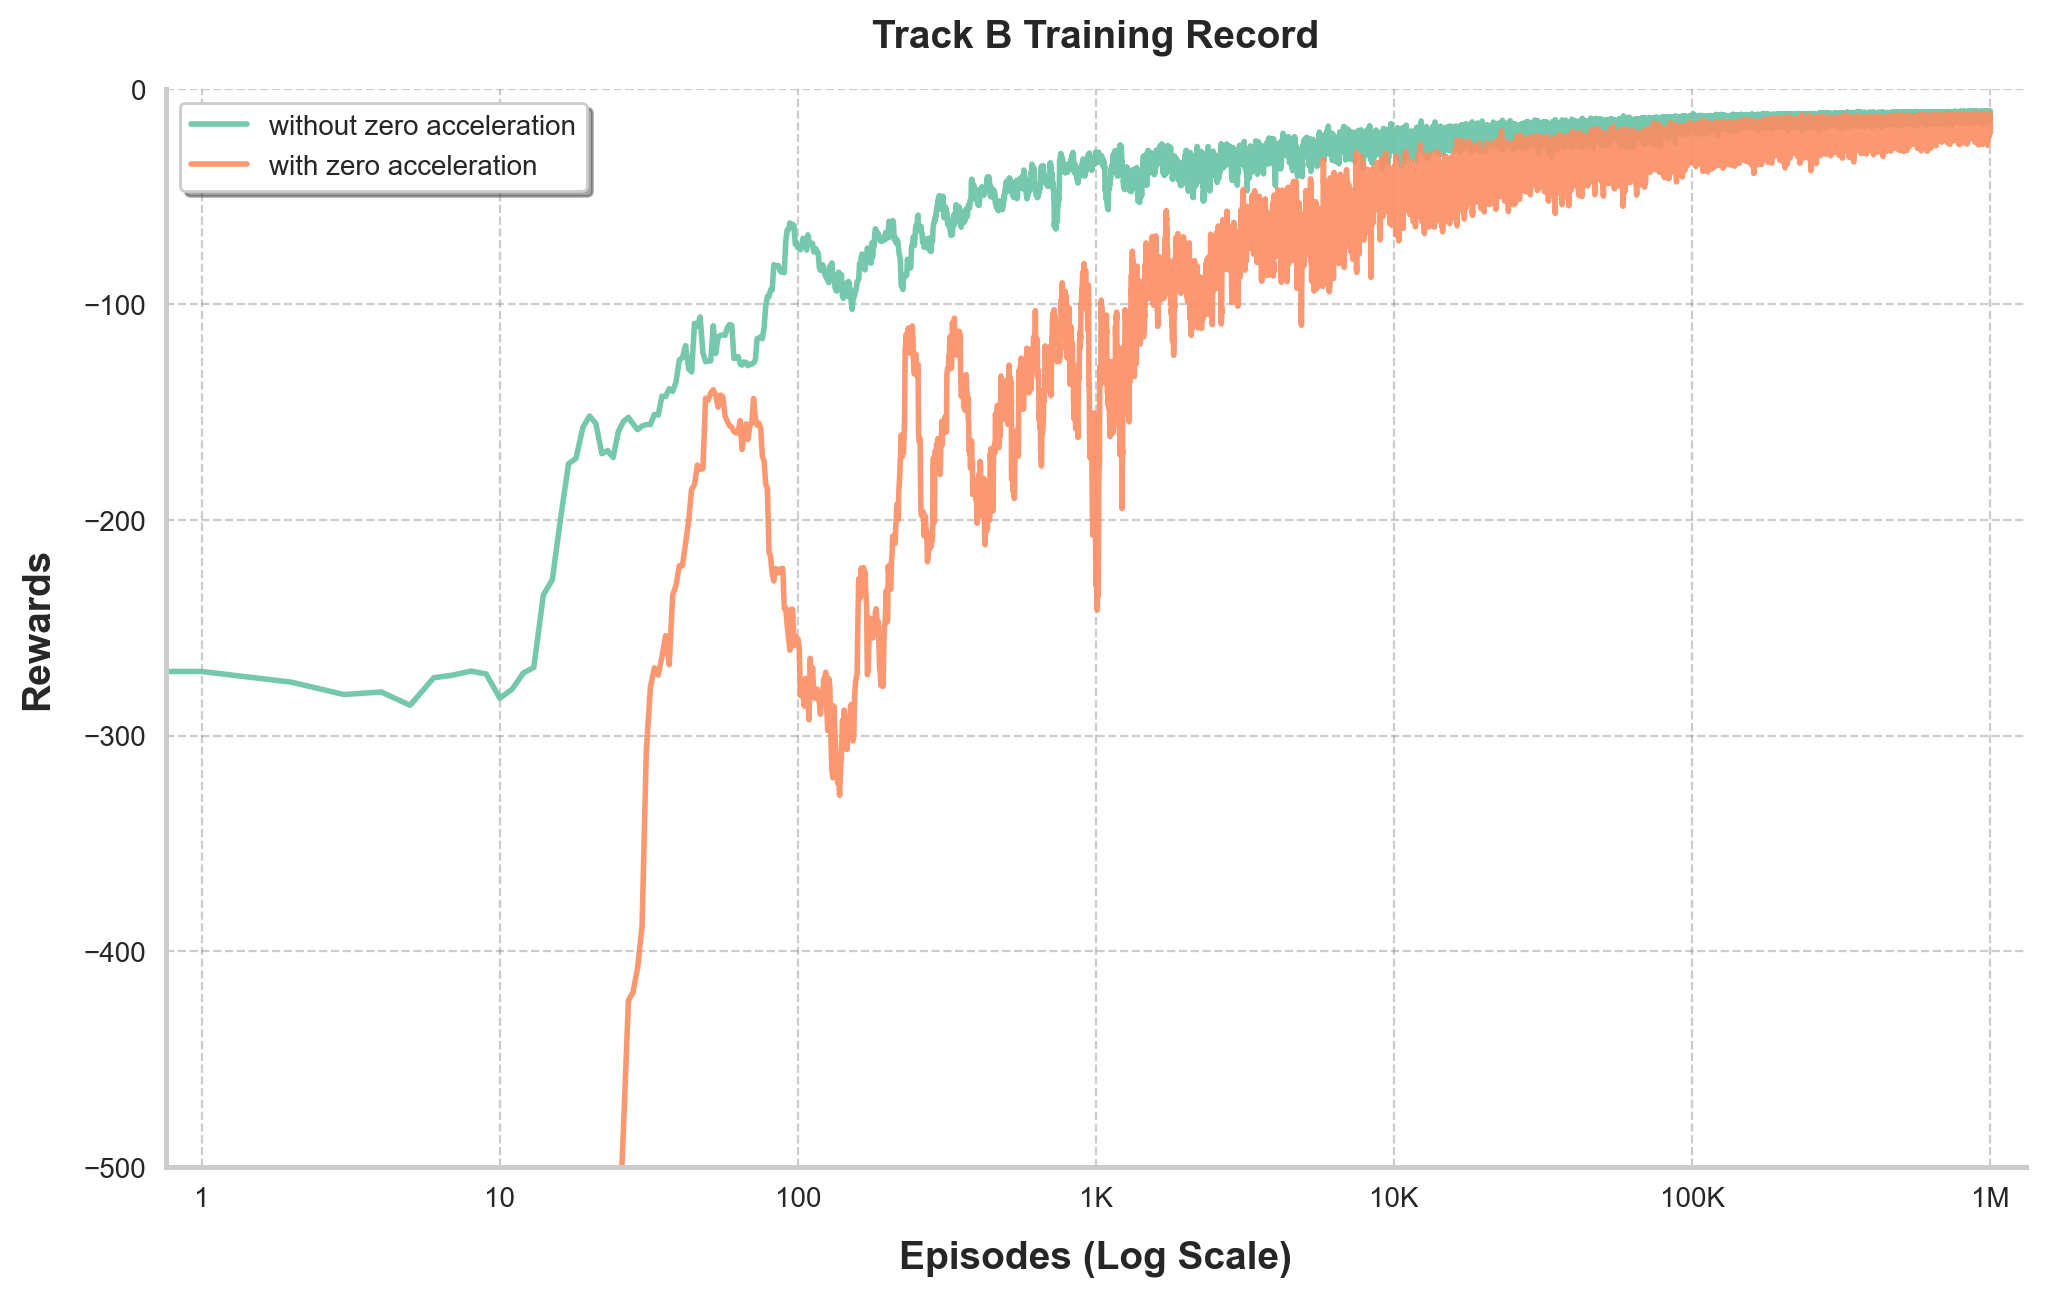 Track B Training Record
0
without zero acceleration
with zero acceleration
−100
−200
Rewards
−300
−400
−500
1 10 100 1K 10K 100K 1M
Episodes (Log Scale)